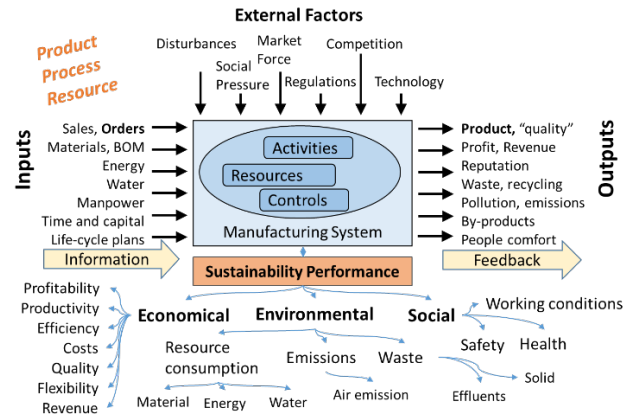 External Factors
Product
Process
Resource
Disturbances
Social
Pressure
Market
Force
Regulations
Competition
Technology
Inputs
Sales, Orders
Materials, BOM
Energy
Water
Manpower
Time and capital
Life-cycle plans
Information
Activities
Resources
Controls
Manufacturing System
Sustainability Performance
Outputs
Product, “quality”
Profit, Revenue
Reputation
Waste, recycling
Pollution, emissions
By-products
People comfort
Feedback
Economical
Environmental
Social
Profitability
Productivity
Efficiency
Costs
Quality
Flexibility
Revenue
Resource
consumption
Material
Energy
Water
Emissions
Air emission
Waste
Effluents
Solid
Working conditions
Safety
Health